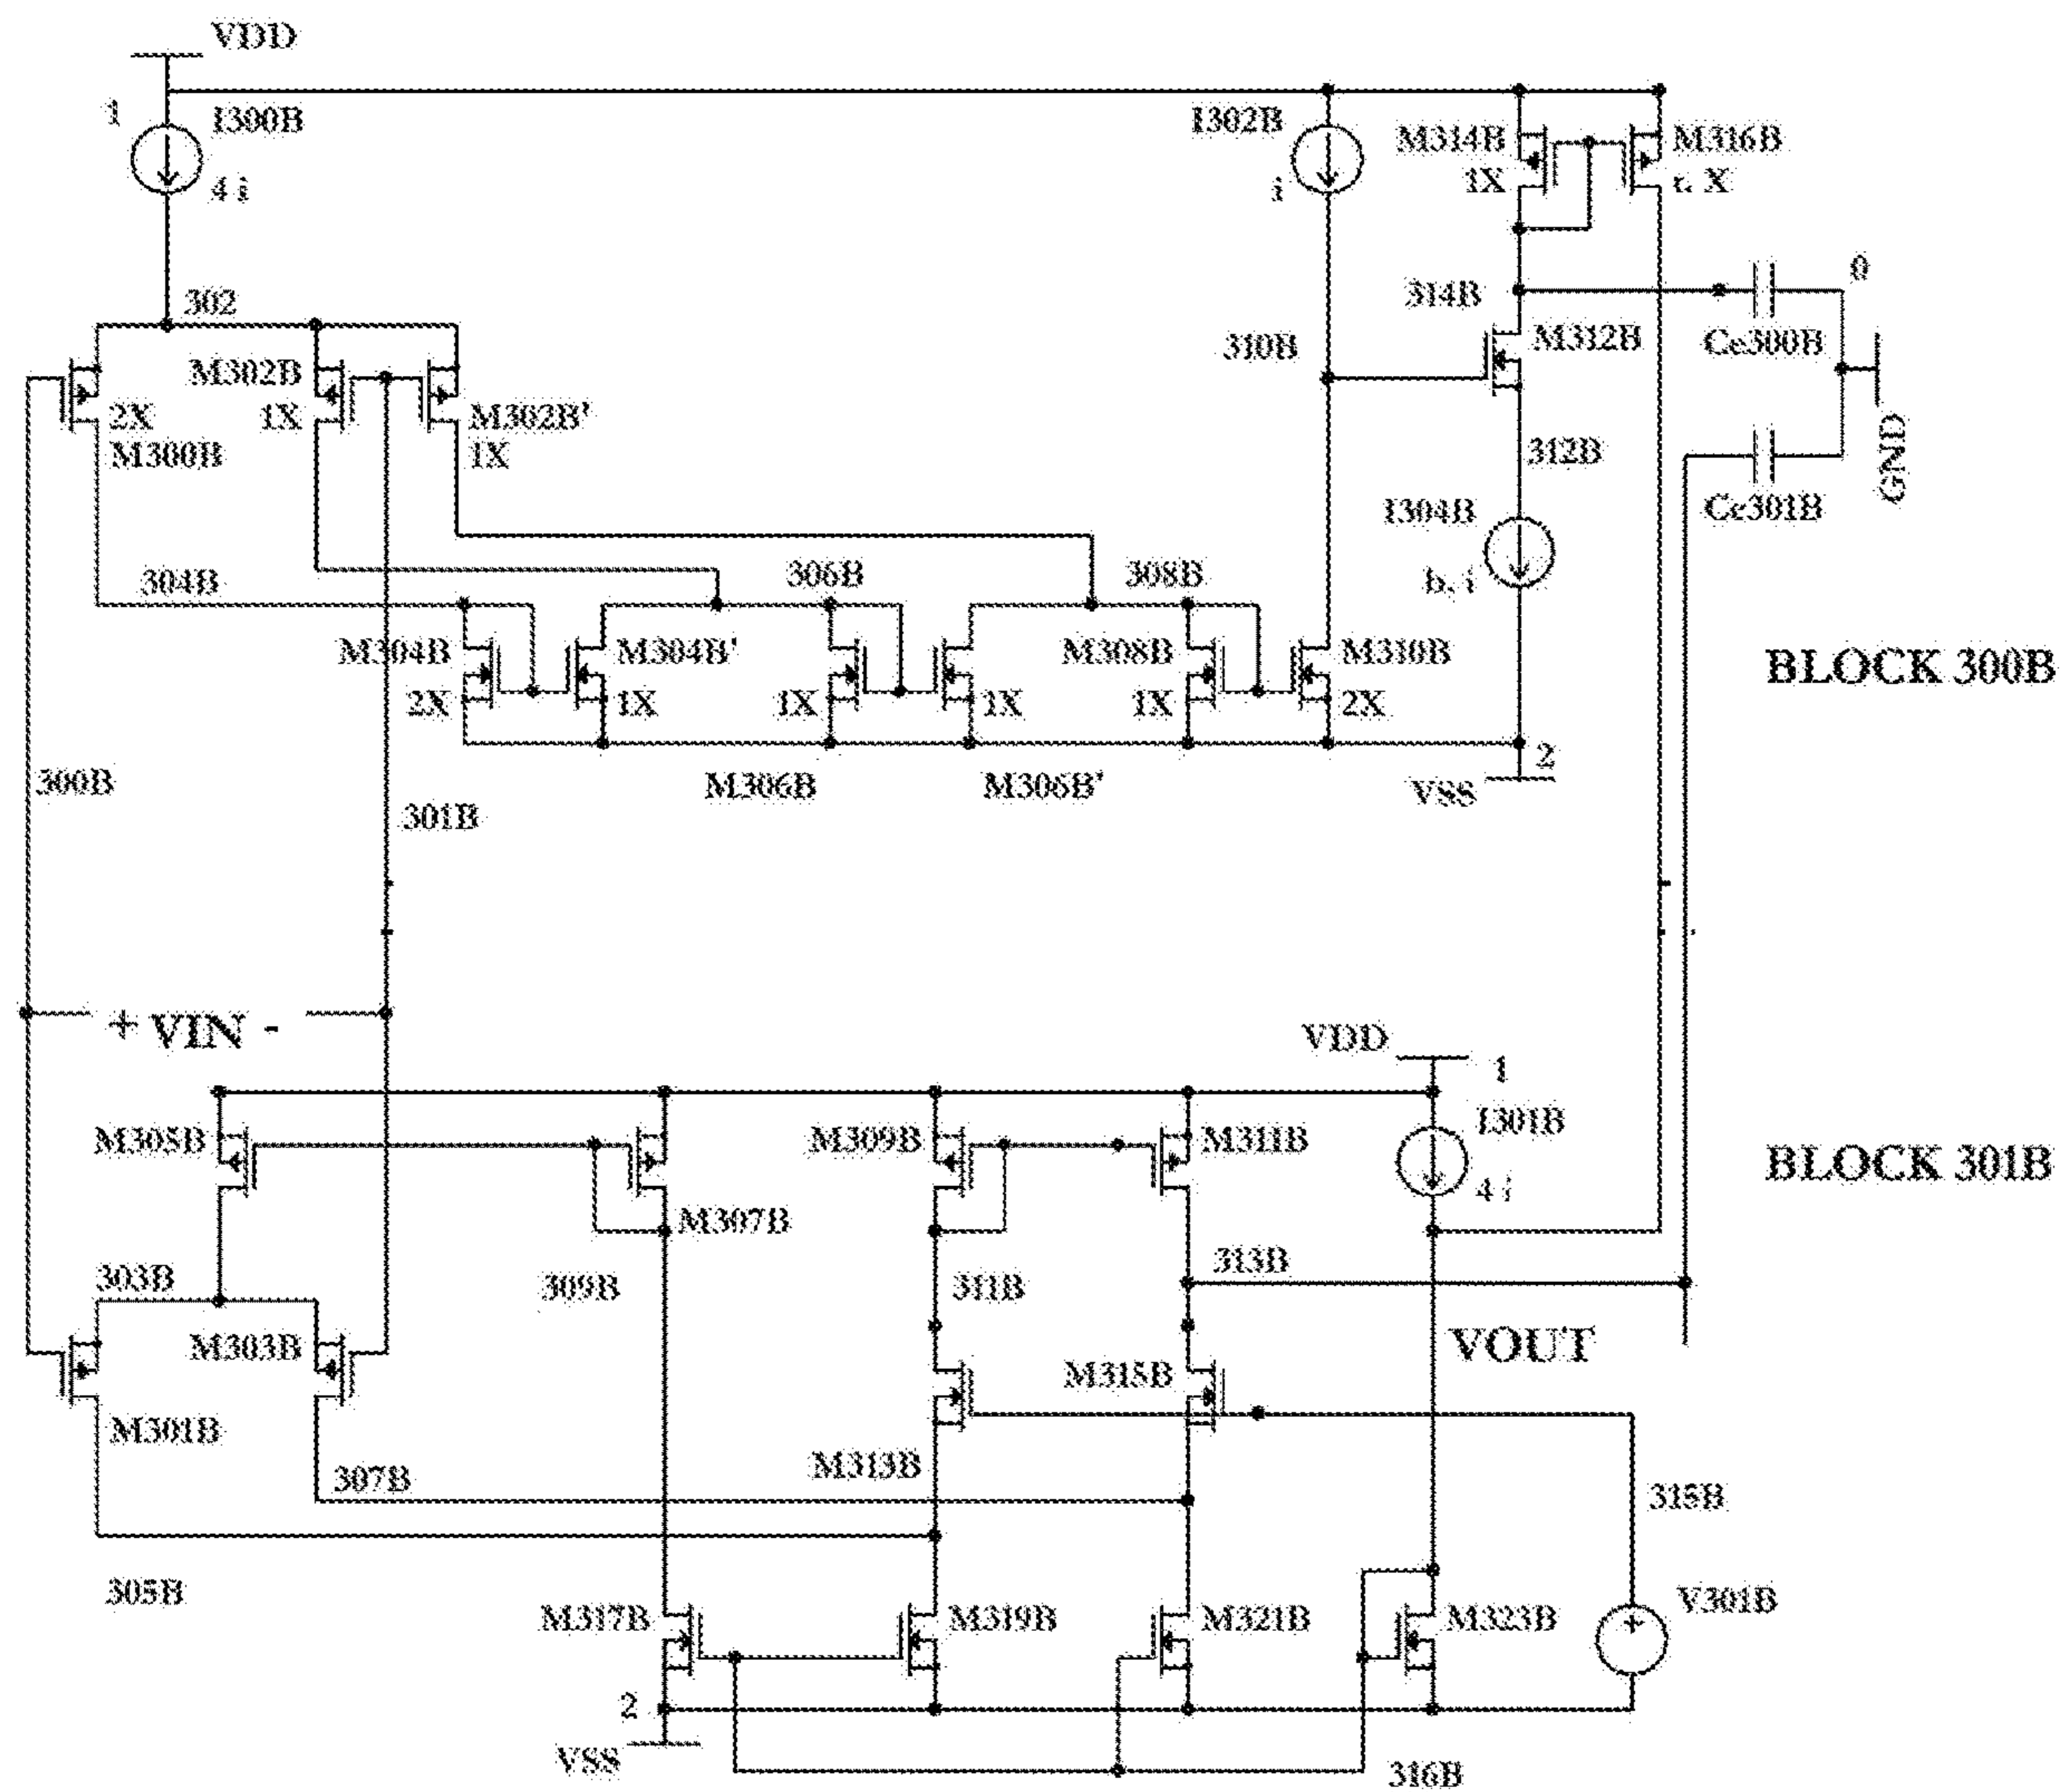 VDD
1
I300B
4 i
I302B
i
M314B
1X
M316B
r. X
302
314B
0
Cc300B
310B
M312B
M302B
1X
2X
M300B
M302B'
1X
312B
GND
Cc301B
I304B
b. i
304B
306B
308B
M304B
2X
M304B'
1X
1X
1X
M308B
1X
M310B
2X
BLOCK 300B
2
VSS
300B
M306B
M306B'
301B
+ VIN -
VDD
1
M305B
M307B
M309B
M311B
I301B
4 i
BLOCK 301B
303B
309B
311B
313B
VOUT
M303B
M315B
M301B
M313B
307B
315B
305B
M317B
M319B
M321B
M323B
V301B
+
2
VSS
316B